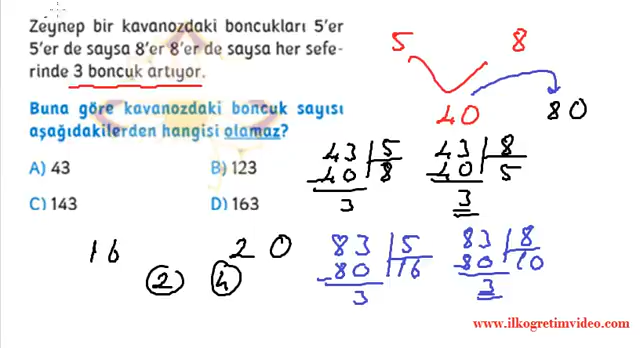 Zeynep bir kavanozdaki boncukları 5'er
5'er de saysa 8'er 8'er de saysa her sefe-
rinde 3 boncuk artıyor.
Buna göre kavanozdaki boncuk sayısı
aşağıdakilerden hangisi olamaz?
A) 43 B) 123
C) 143 D) 163
5 8
40 80
43 5 43 8
-40 8 -40 5
3 3
16 20
2 4
83 5 83 8
-80 16 -80 10
3 3
www.ilkogretimvideo.com